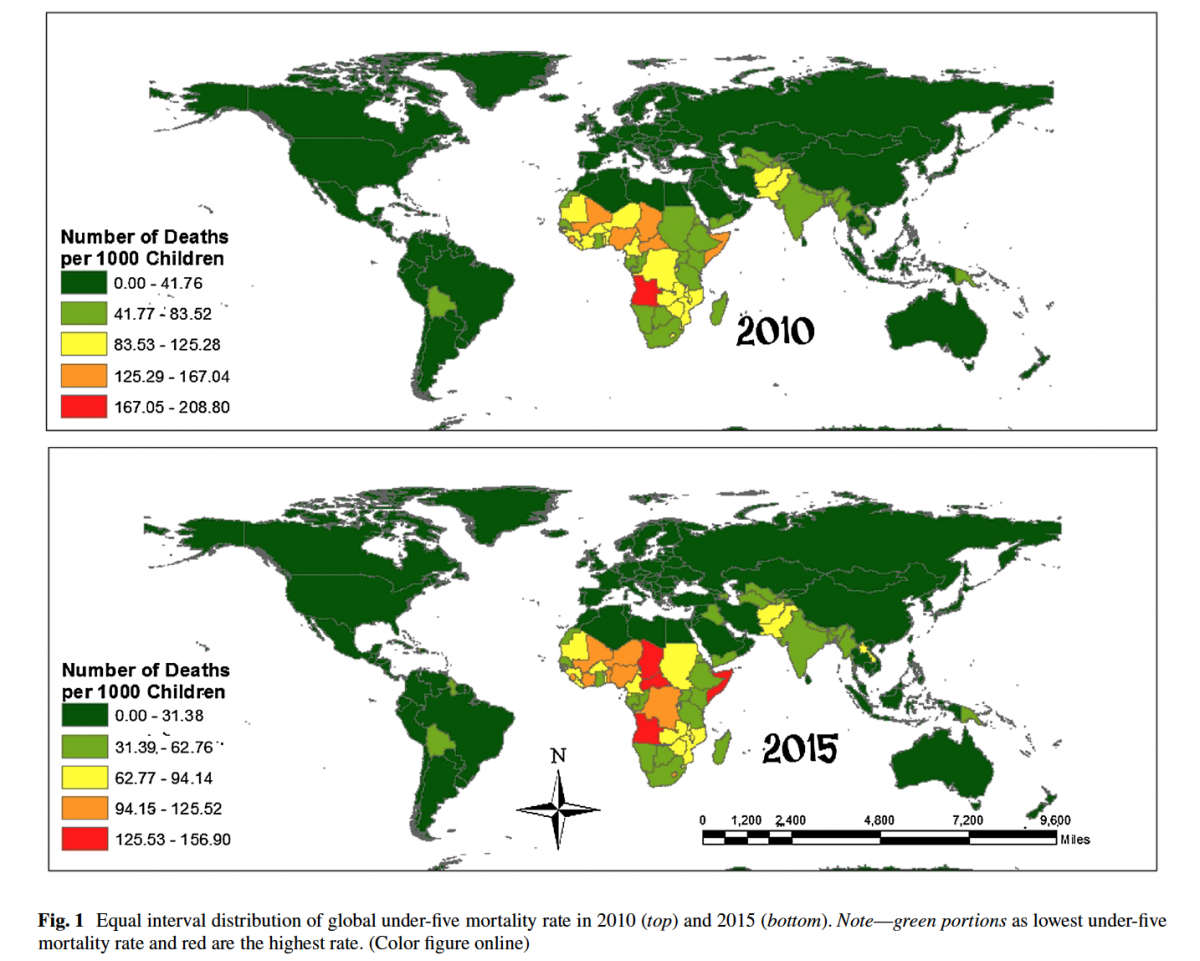 Number of Deaths
per 1000 Children
0.00 - 41.76
41.77 - 83.52
83.53 - 125.28
125.29 - 167.04
167.05 - 208.80
2010
Number of Deaths
per 1000 Children
0.00 - 31.38
31.39 - 62.76
62.77 - 94.14
94.15 - 125.52
125.53 - 156.90
2015
N
0 1,200 2,400 4,800 7,200 9,600
Miles
Fig. 1 Equal interval distribution of global under-five mortality rate in 2010 (top) and 2015 (bottom). Note—green portions as lowest under-five
mortality rate and red are the highest rate. (Color figure online)